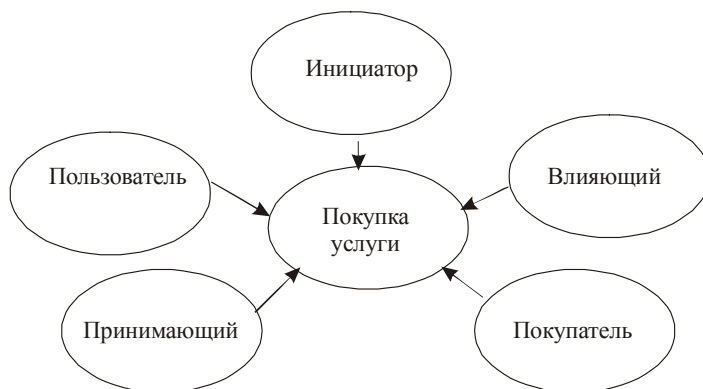 Инициатор
Пользователь
Влияющий
Покупка
услуги
Принимающий
Покупатель